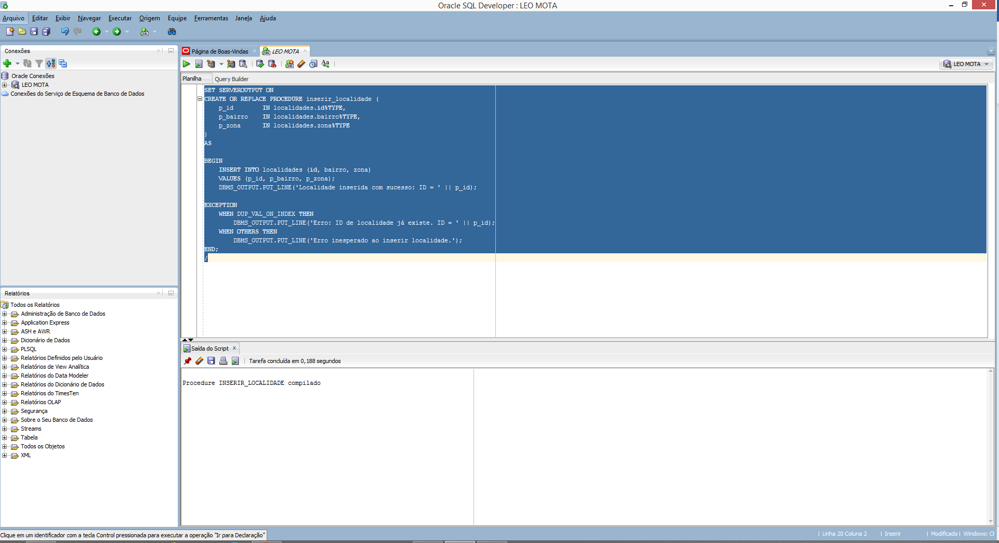 Oracle SQL Developer : LEO MOTA
Arquivo Editar Exibir Navegar Executar Origem Equipe Ferramentas Janela Ajuda
Conexões
Oracle Conexões
LEO MOTA
Conexões do Serviço de Esquema de Banco de Dados
Relatórios
Todos os Relatórios
Administração de Banco de Dados
Application Express
ASH e AWR
Dicionário de Dados
PLSQL
Relatórios Definidos pelo Usuário
Relatórios de View Analítica
Relatórios do Data Modeler
Relatórios do Dicionário de Dados
Relatórios do TimesTen
Relatórios OLAP
Segurança
Sobre o Seu Banco de Dados
Streams
Tabela
Todos os Objetos
XML
Página de Boas-Vindas LEO MOTA
LEO MOTA
Planilha Query Builder
SET SERVEROUTPUT ON
CREATE OR REPLACE PROCEDURE inserir_localidade (
    p_id        IN localidades.id%TYPE,
    p_bairro    IN localidades.bairro%TYPE,
    p_zona      IN localidades.zona%TYPE
)
AS
BEGIN
    INSERT INTO localidades (id, bairro, zona)
    VALUES (p_id, p_bairro, p_zona);
    DBMS_OUTPUT.PUT_LINE('Localidade inserida com sucesso: ID = ' || p_id);
EXCEPTION
    WHEN DUP_VAL_ON_INDEX THEN
        DBMS_OUTPUT.PUT_LINE('Erro: ID de localidade já existe. ID = ' || p_id);
    WHEN OTHERS THEN
        DBMS_OUTPUT.PUT_LINE('Erro inesperado ao inserir localidade.');
END;
/
Saída do Script
Tarefa concluída em 0,188 segundos
Procedure INSERIR_LOCALIDADE compilado
Clique em um identificador com a tecla Control pressionada para executar a operação "Ir para Declaração"
| Linha 20 Coluna 2 | Inserir | Modificado | Windows: CF